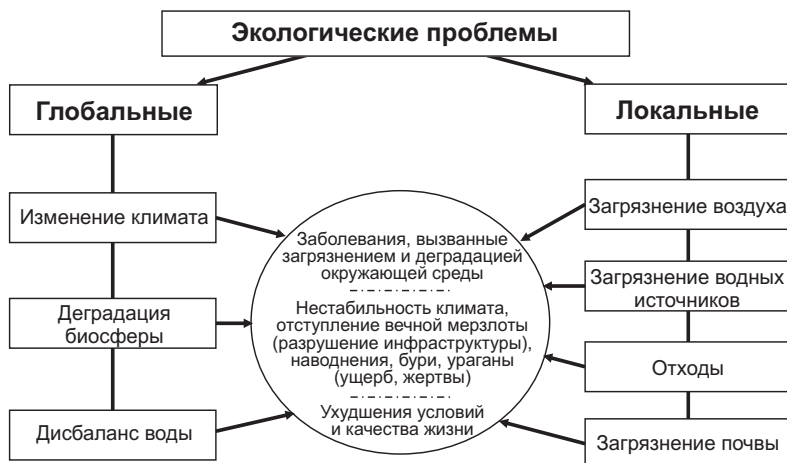 Экологические проблемы
Глобальные
Локальные
Изменение климата
Деградация
биосферы
Дисбаланс воды
Заболевания, вызванные
загрязнением и деградацией
окружающей среды
Нестабильность климата,
отступление вечной мерзлоты
(разрушение инфраструктуры),
наводнения, бури, ураганы
(ущерб, жертвы)
Ухудшения условий
и качества жизни
Загрязнение воздуха
Загрязнение водных
источников
Отходы
Загрязнение почвы